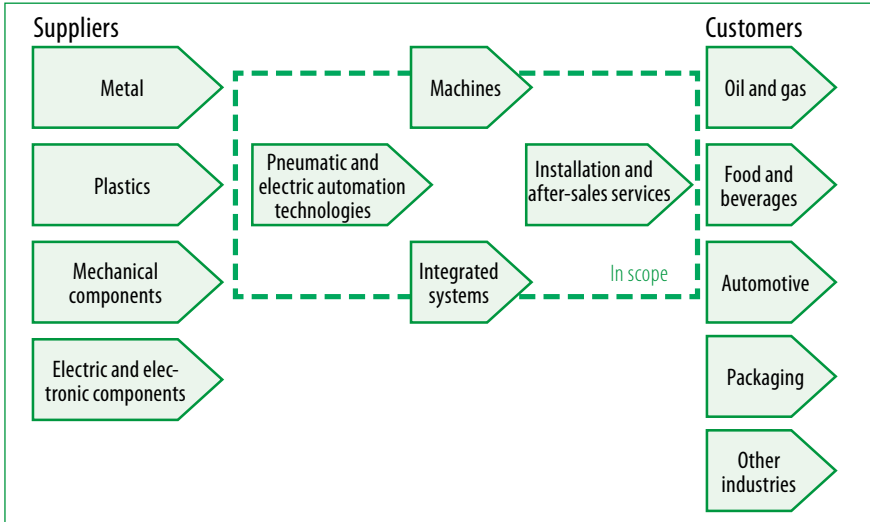 Suppliers
Metal
Plastics
Mechanical
components
Electric and elec-
tronic components
Machines
Pneumatic and
electric automation
technologies
Installation and
after-sales services
Integrated
systems
In scope
Customers
Oil and gas
Food and
beverages
Automotive
Packaging
Other
industries